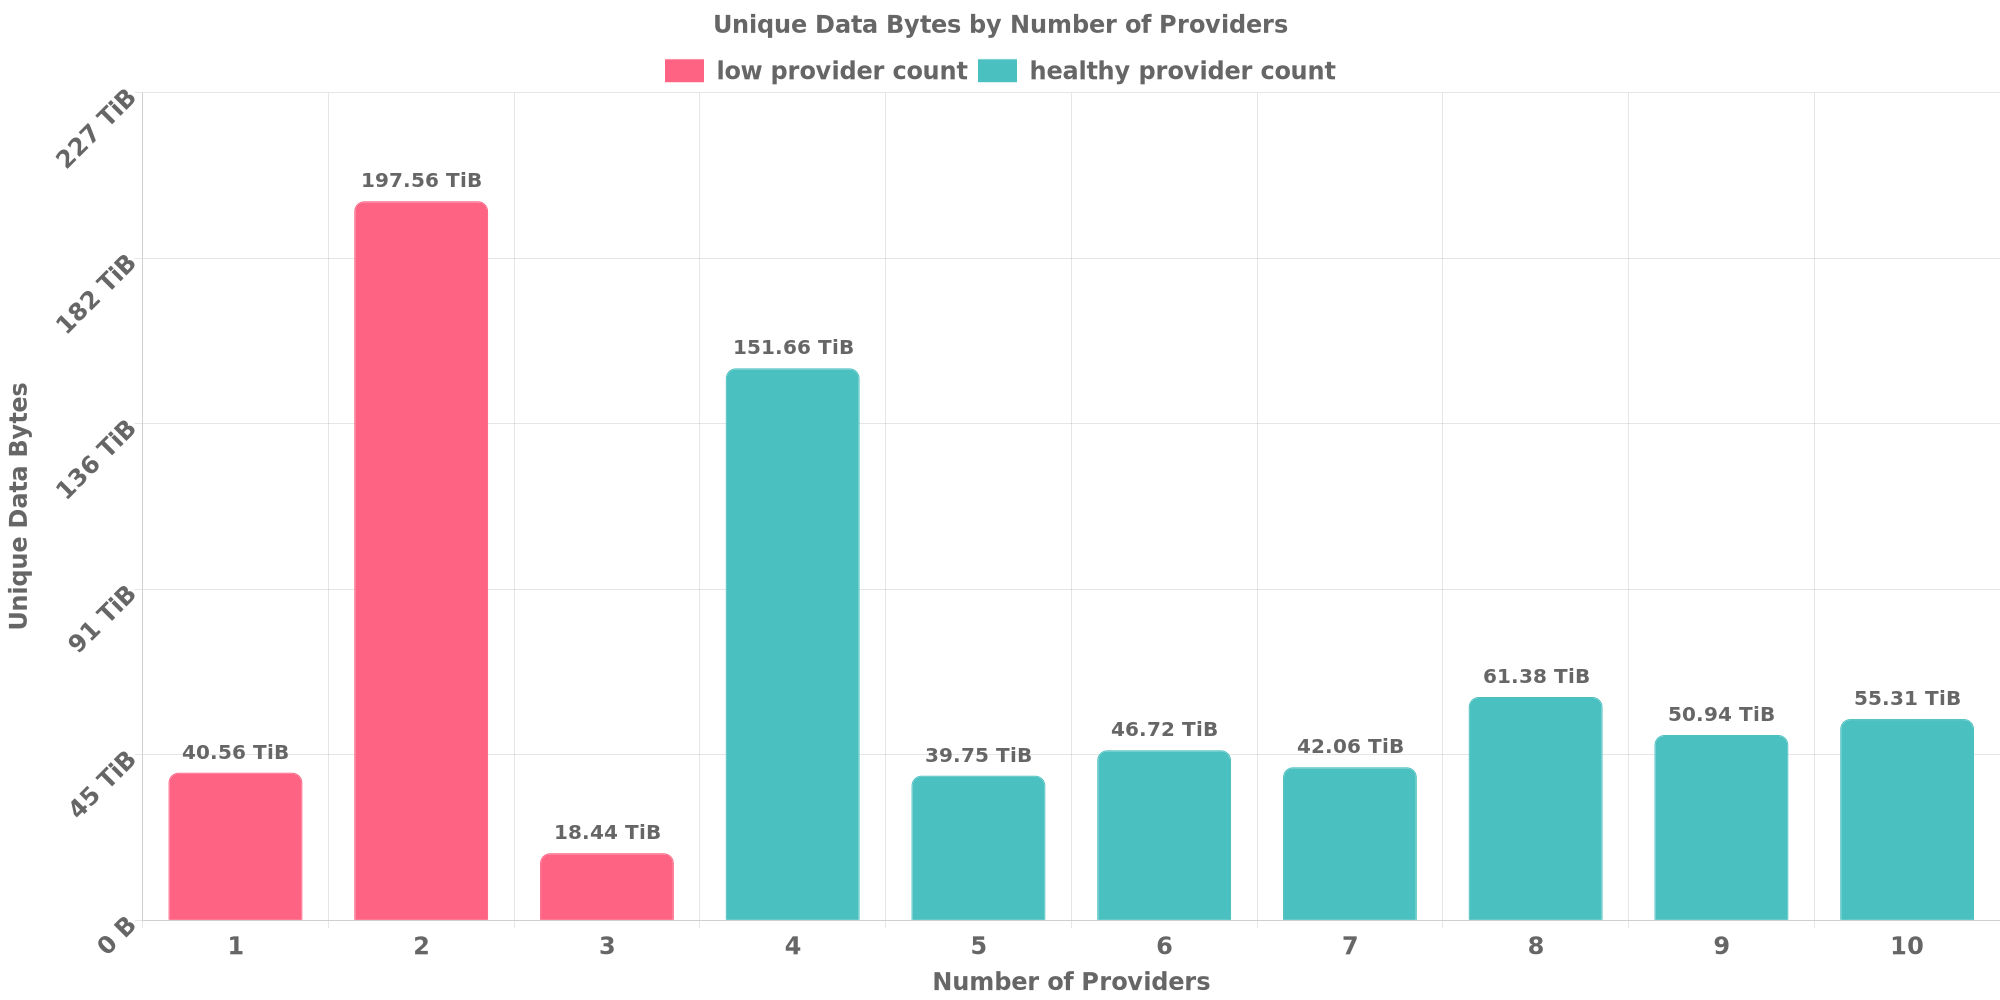 Unique Data Bytes by Number of Providers
low provider count healthy provider count
227 TiB
182 TiB
136 TiB
91 TiB
45 TiB
0 B
Unique Data Bytes
40.56 TiB
197.56 TiB
18.44 TiB
151.66 TiB
39.75 TiB
46.72 TiB
42.06 TiB
61.38 TiB
50.94 TiB
55.31 TiB
1 2 3 4 5 6 7 8 9 10
Number of Providers